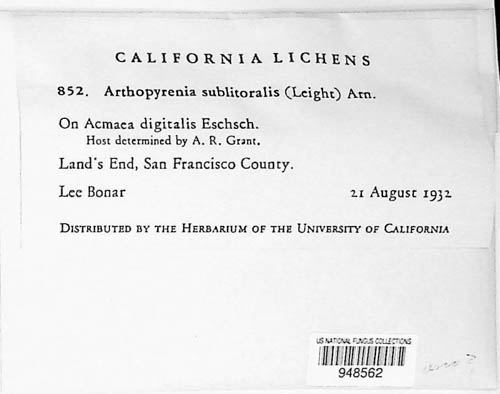 CALIFORNIA LICHENS
852. Arthopyrenia sublitoralis (Leight) Arn.
On Acmaea digitalis Eschsch.
Host determined by A. R. Grant.
Land's End, San Francisco County.
Lee Bonar 21 August 1932
DISTRIBUTED BY THE HERBARIUM OF THE UNIVERSITY OF CALIFORNIA
US NATIONAL FUNGUS COLLECTIONS
948562